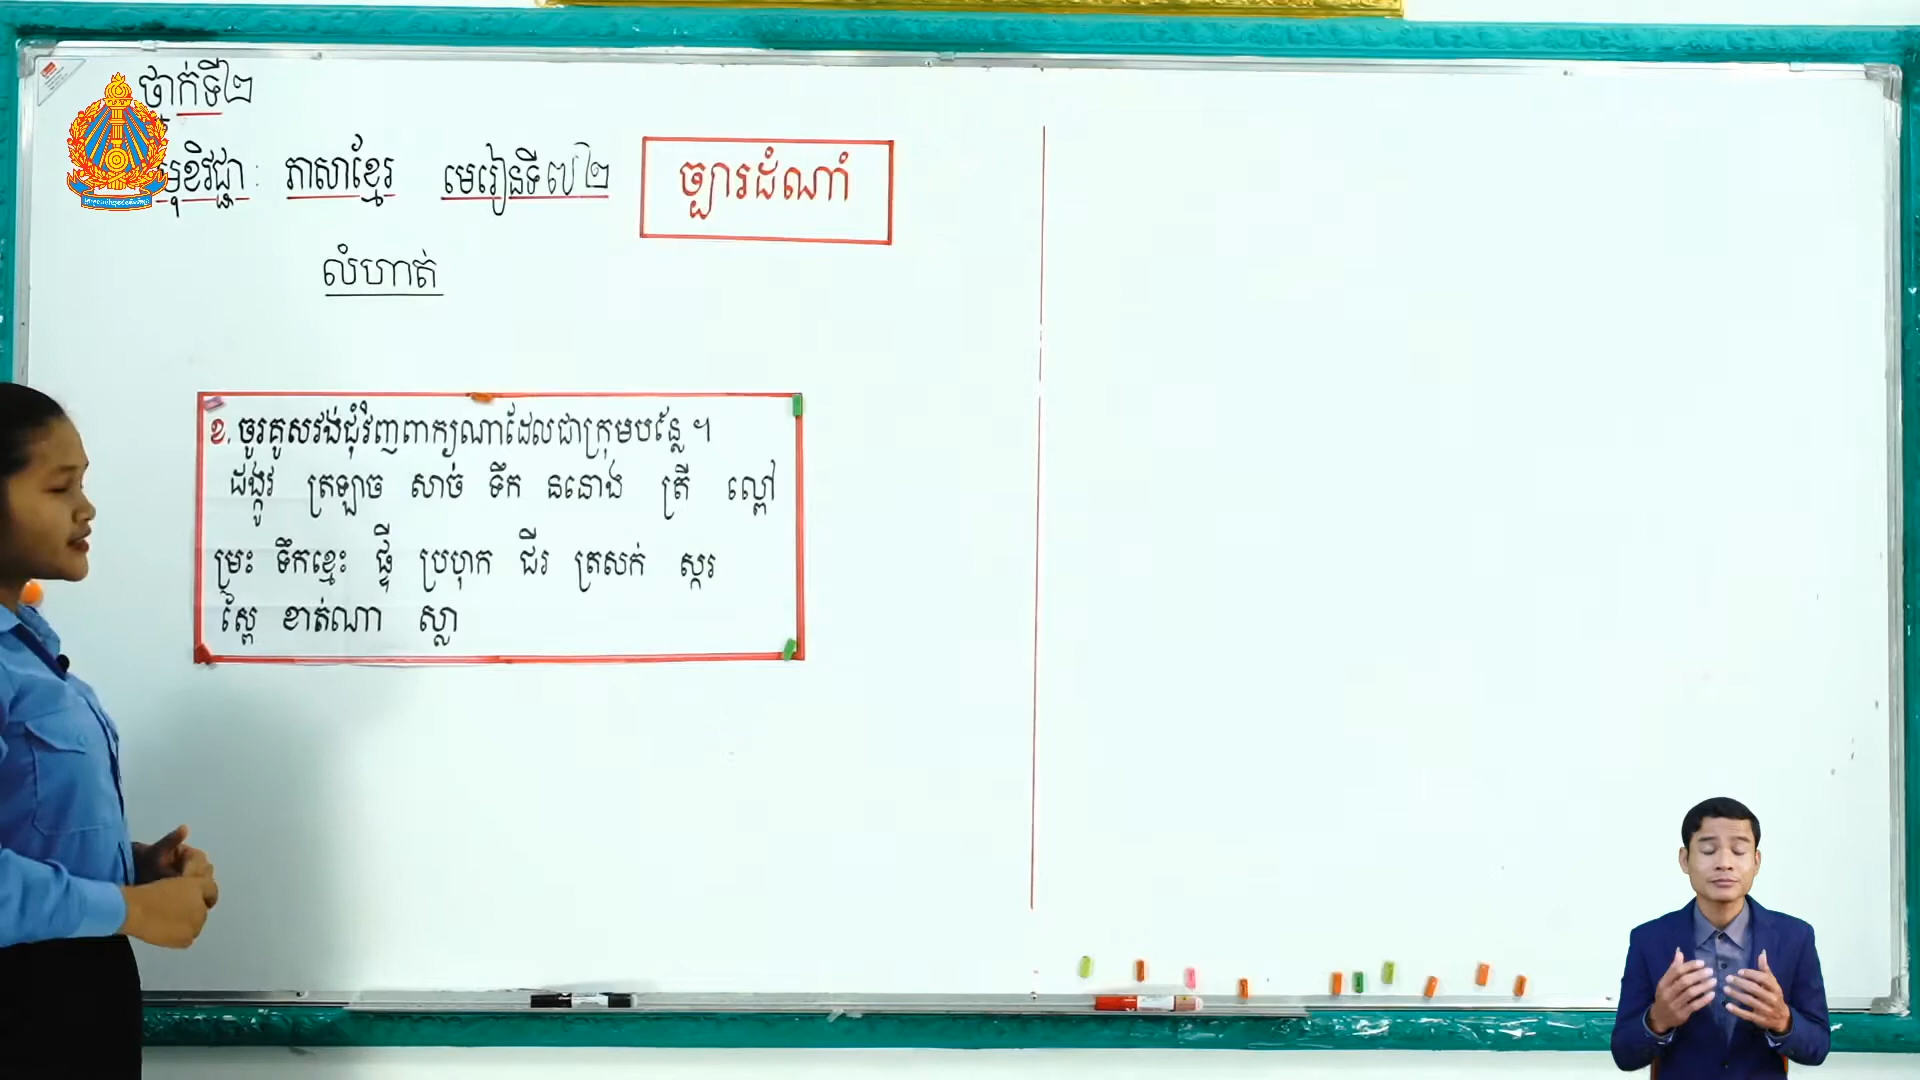 ថ្នាក់ទី២
មុខវិជ្ជា : ភាសាខ្មែរ មេរៀនទី៧២ ច្បារដំណាំ
លំហាត់
ខ. ចូរគូសវង់ជុំវិញពាក្យណាដែលជាក្រុមបន្លែ ។
ដង្កូវ ត្រឡាច សាច់ ទឹក ននោង ត្រី ល្ពៅ
ម្រះ ទឹកខ្មេះ ផ្ទី ប្រហុក ជីរ ត្រសក់ ស្ករ
ស្ពៃ ខាត់ណា ស្លា